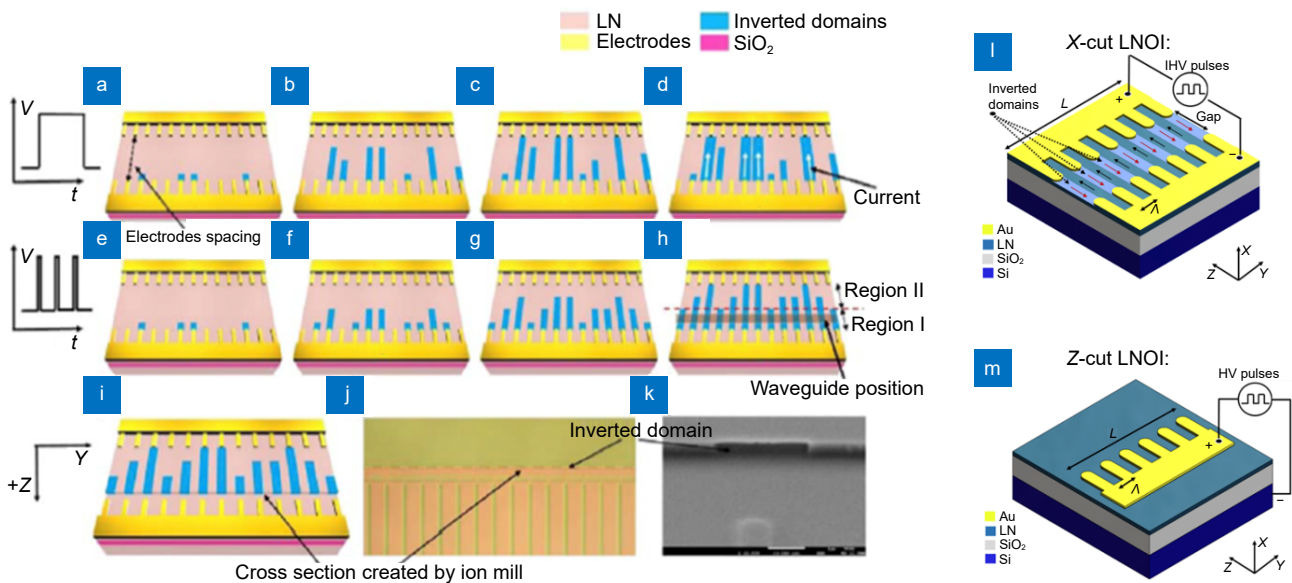 LN
Inverted domains
Electrodes
SiO₂
a
b
c
d
V
t
Electrodes spacing
Current
e
f
g
h
V
t
Region II
Region I
Waveguide position
i
j
k
Y
+Z
Inverted domain
Cross section created by ion mill
l
X-cut LNOI:
IHV pulses
Inverted
domains
L
+
Gap
−
Λ
Au
LN
SiO₂
Si
X
Z
Y
m
Z-cut LNOI:
HV pulses
L
+
Λ
−
Au
LN
SiO₂
Si
X
Z
Y